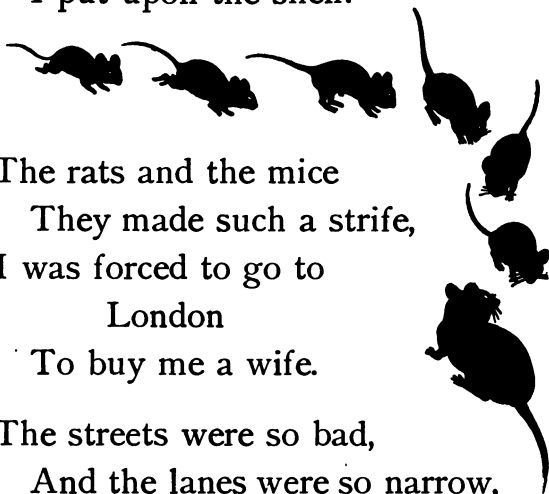 I put upon the shelf.
The rats and the mice
They made such a strife,
I was forced to go to
London
To buy me a wife.
The streets were so bad,
And the lanes were so narrow,